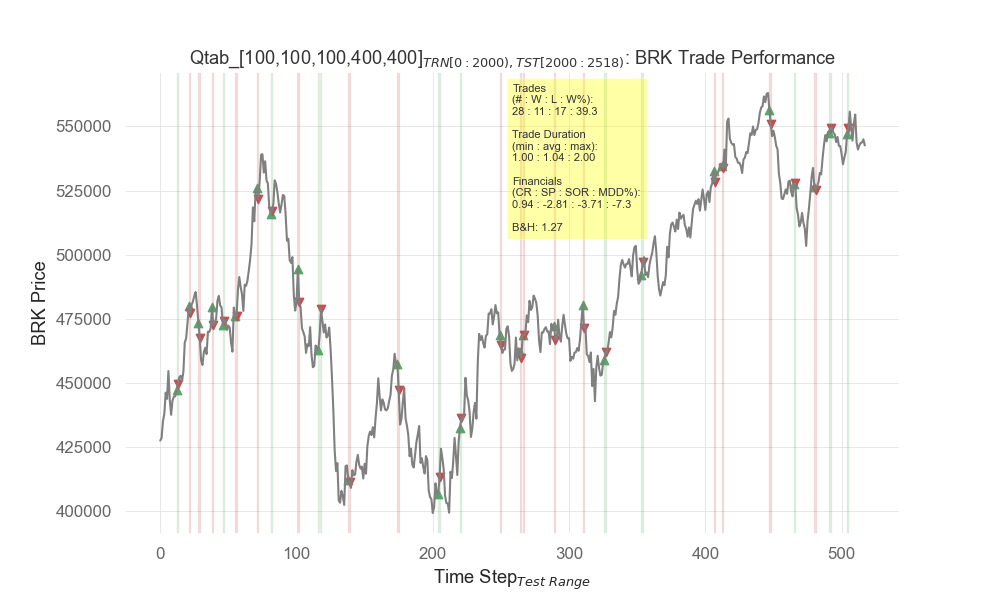 Qtab_[100,100,100,400,400]TRN[0 : 2000), TST[2000 : 2518) : BRK Trade Performance
Trades
(# : W : L : W%):
28 : 11 : 17 : 39.3
Trade Duration
(min : avg : max):
1.00 : 1.04 : 2.00
Financials
(CR : SP : SOR : MDD%):
0.94 : -2.81 : -3.71 : -7.3
B&H: 1.27
BRK Price
550000
525000
500000
475000
450000
425000
400000
0 100 200 300 400 500
Time Step Test Range